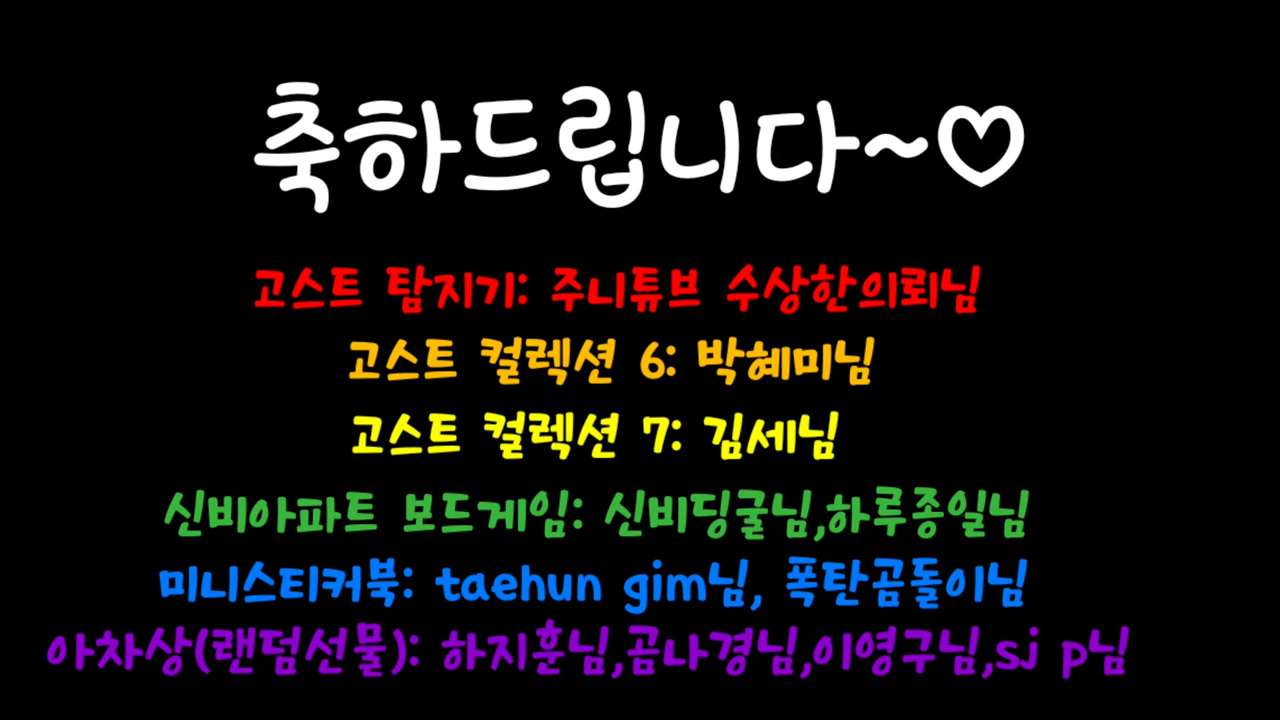 축하드립니다~♡
고스트 탐지기: 주니튜브 수상한의뢰님
고스트 컬렉션 6: 박혜미님
고스트 컬렉션 7: 김세님
신비아파트 보드게임: 신비딩굴님,하루종일님
미니스티커북: taehun gim님, 폭탄곰돌이님
아차상(랜덤선물): 하지훈님,곰나경님,이영구님,sj p님